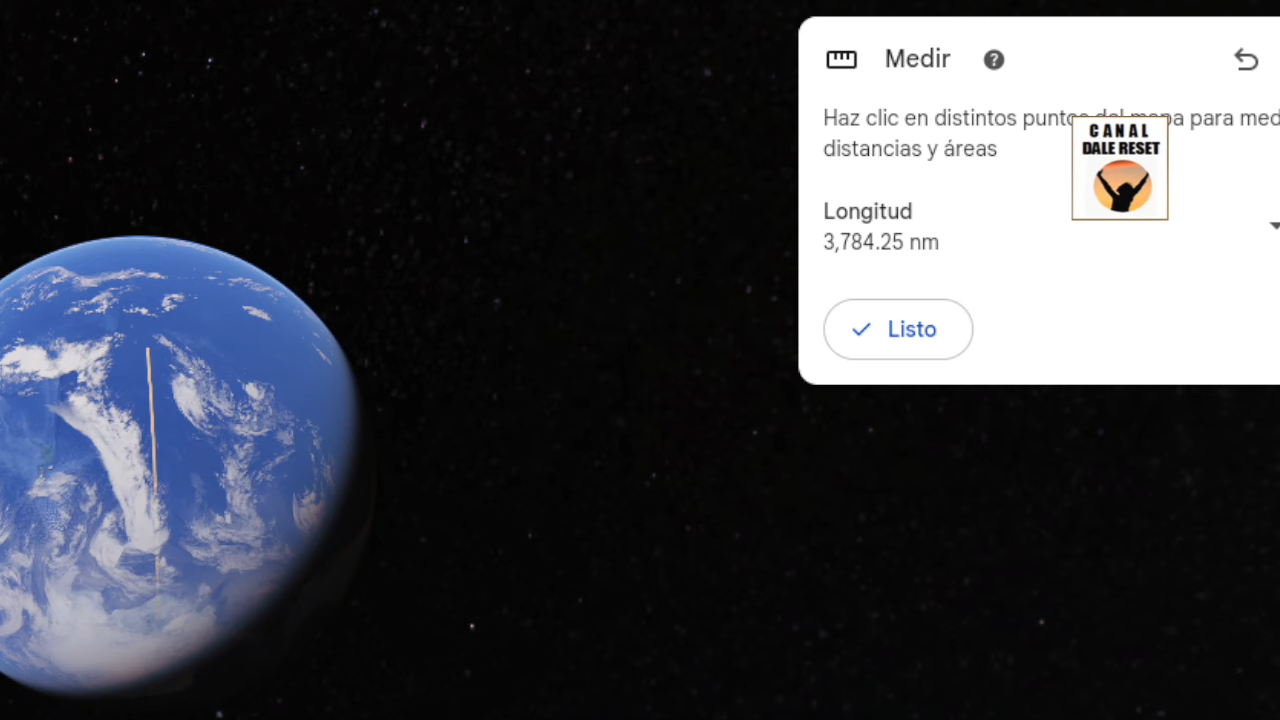 Medir
Haz clic en distintos puntos del mapa para med
distancias y áreas
CANAL
DALE RESET
Longitud
3,784.25 nm
Listo